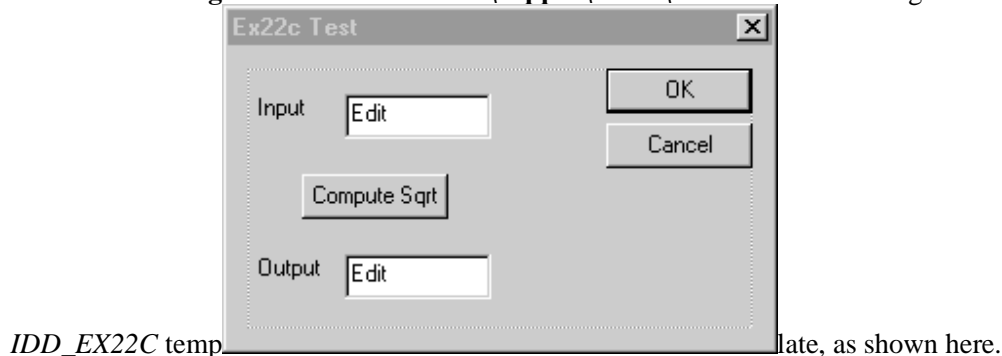 Ex22c Test
Input Edit OK
Cancel
Compute Sqrt
Output Edit
IDD_EX22C temp late, as shown here.